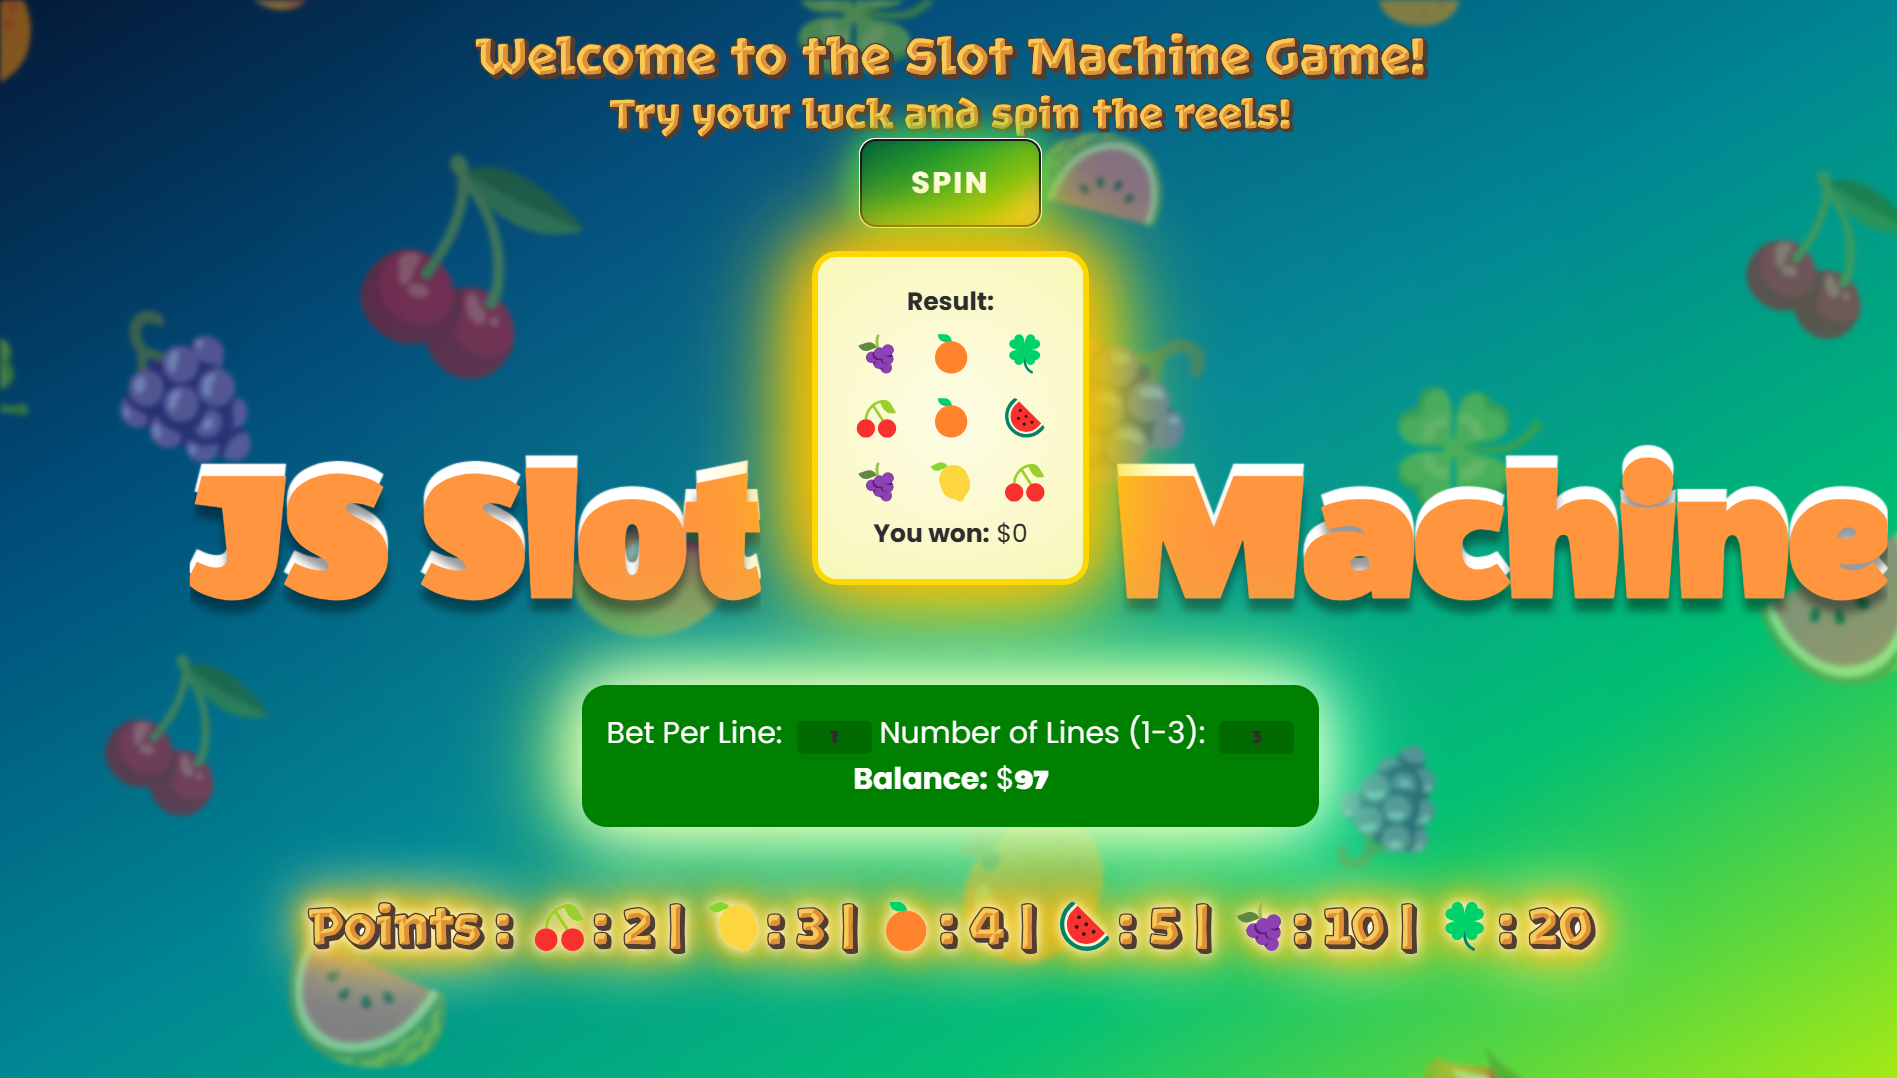 Welcome to the Slot Machine Game!
Try your luck and spin the reels!
SPIN
Result:
You won: $0
JS Slot Machine
Bet Per Line: 1 Number of Lines (1-3): 3
Balance: $97
Points: : 2 | : 3 | : 4 | : 5 | : 10 | : 20